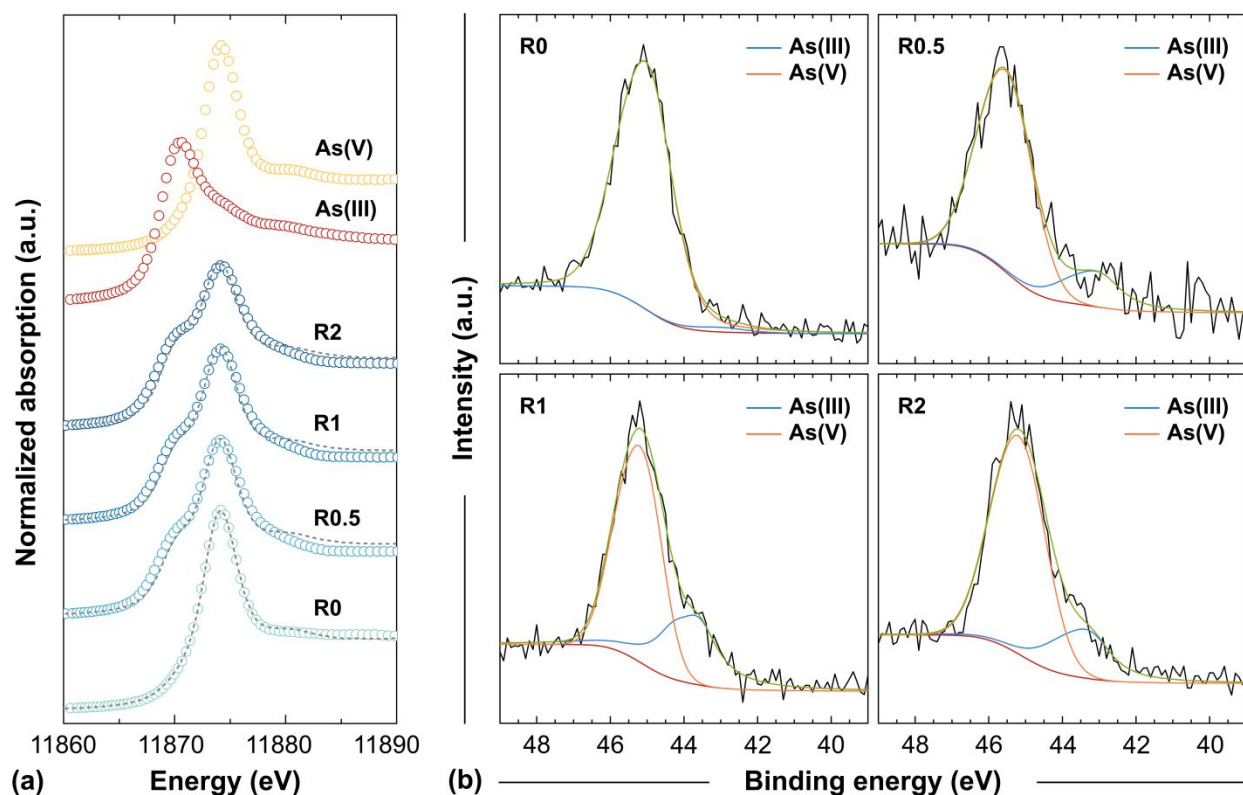 Normalized absorption (a.u.)
As(V)
As(III)
R2
R1
R0.5
R0
11860 11870 11880 11890
(a) Energy (eV)
Intensity (a.u.)
R0 As(III)
As(V)
R0.5 As(III)
As(V)
R1 As(III)
As(V)
R2 As(III)
As(V)
48 46 44 42 40 48 46 44 42 40
(b) Binding energy (eV)